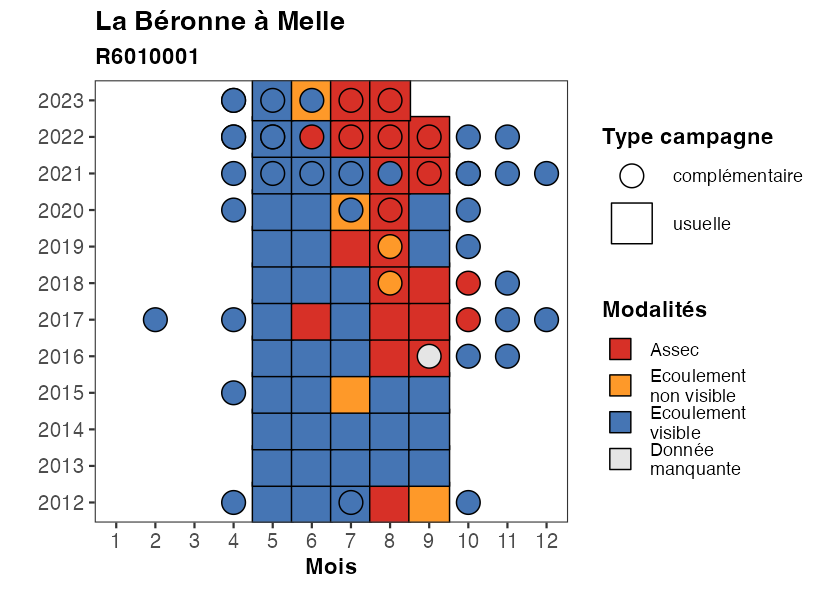 La Béronne à Melle
R6010001
2023
2022
2021
2020
2019
2018
2017
2016
2015
2014
2013
2012
1 2 3 4 5 6 7 8 9 10 11 12
Mois
Type campagne
complémentaire
usuelle
Modalités
Assec
Ecoulement
non visible
Ecoulement
visible
Donnée
manquante